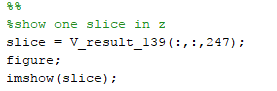 %%
%show one slice in z
slice = V_result_139(:,:,247);
figure;
imshow(slice);